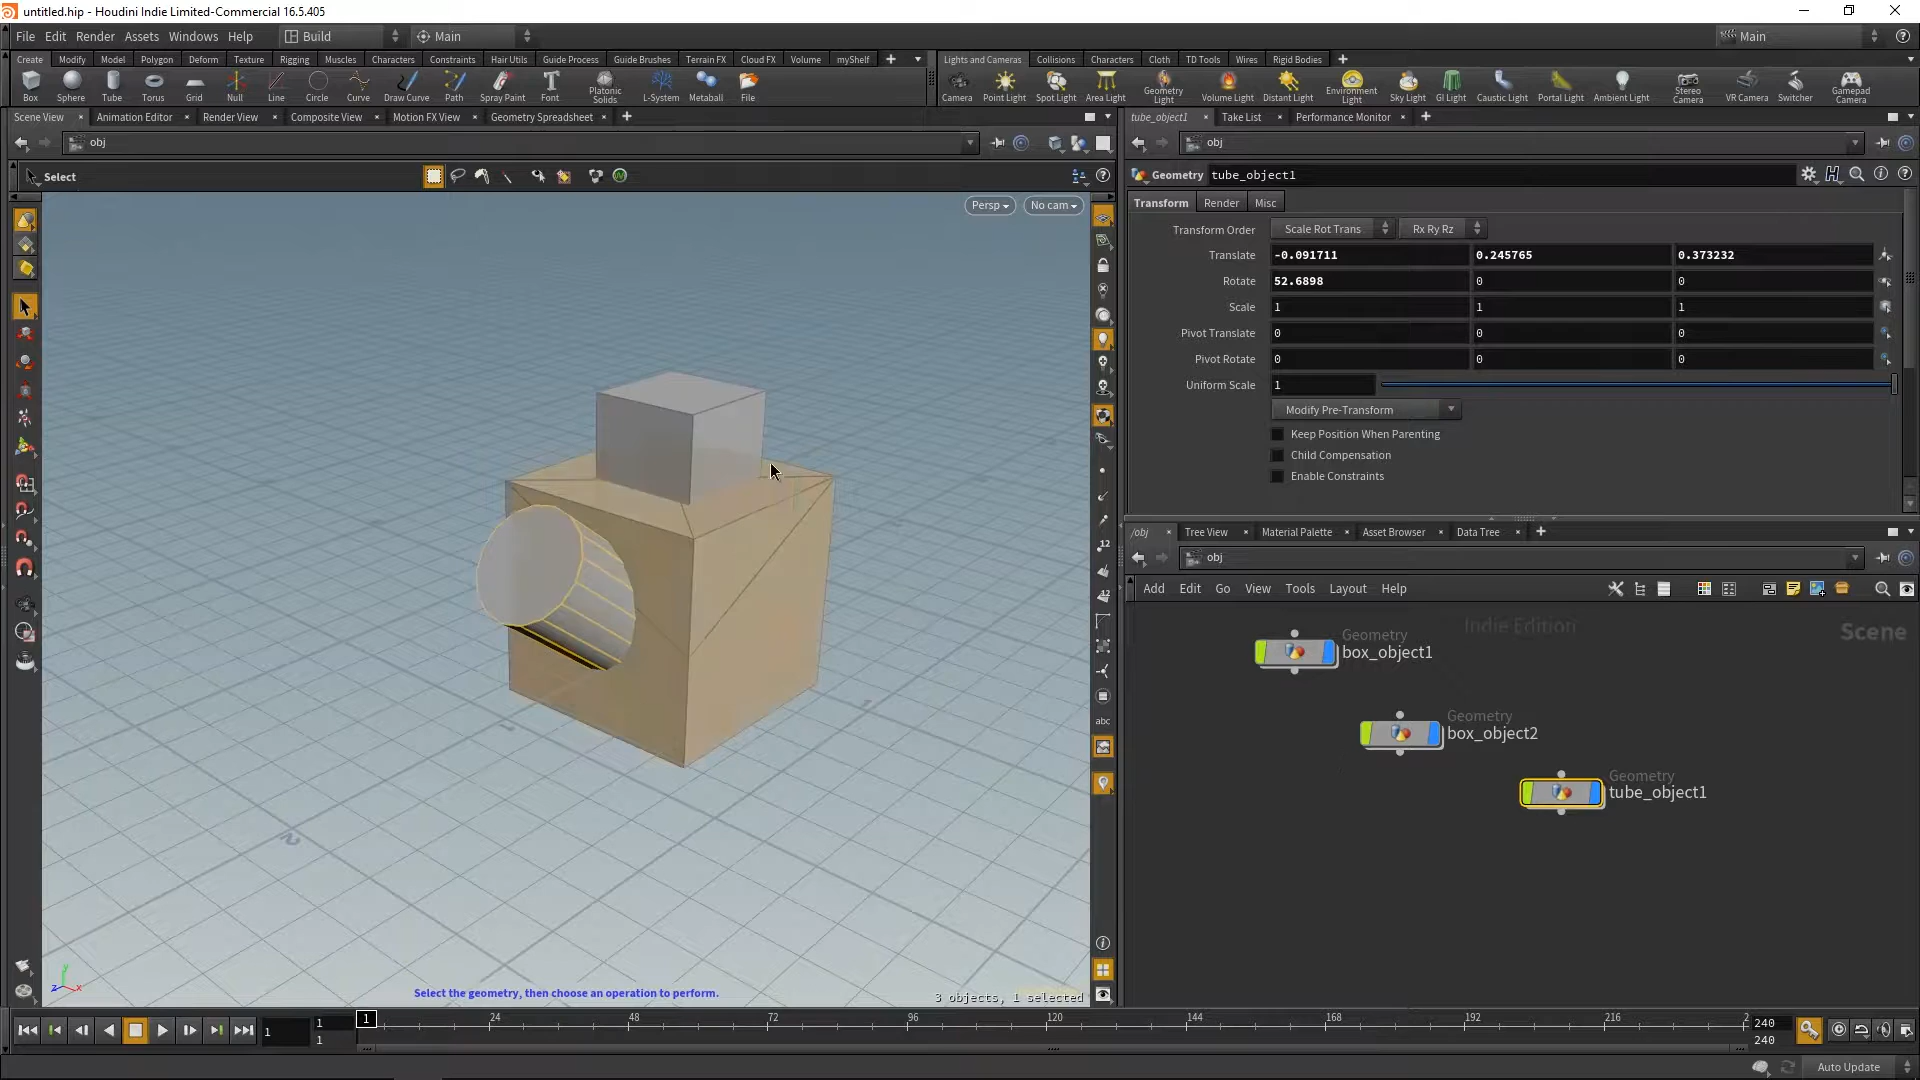 untitled.hip - Houdini Indie Limited-Commercial 16.5.405
File Edit Render Assets Windows Help Build Main Main
Create Modify Model Polygon Deform Texture Rigging Muscles Characters Constraints Hair Utils Guide Process Guide Brushes Terrain FX Cloud FX Volume myShelf
Lights and Cameras Collisions Characters Cloth TD Tools Wires Rigid Bodies
Box Sphere Tube Torus Grid Null Line Circle Curve Draw Curve Path Spray Paint Font Platonic Solids L-System Metaball File
Camera Point Light Spot Light Area Light Geometry Light Volume Light Distant Light Environment Light Sky Light GI Light Caustic Light Portal Light Ambient Light Stereo Camera VR Camera Switcher Gamepad Camera
Scene View Animation Editor Render View Composite View Motion FX View Geometry Spreadsheet
obj
Select
Persp No cam
12
12
abc
Select the geometry, then choose an operation to perform.
3 objects, 1 selected
tube_object1 Take List Performance Monitor
obj
Geometry tube_object1
Transform Render Misc
Transform Order Scale Rot Trans Rx Ry Rz
Translate -0.091711 0.245765 0.373232
Rotate 52.6898 0 0
Scale 1 1 1
Pivot Translate 0 0 0
Pivot Rotate 0 0 0
Uniform Scale 1
Modify Pre-Transform
Keep Position When Parenting
Child Compensation
Enable Constraints
/obj Tree View Material Palette Asset Browser Data Tree
obj
Add Edit Go View Tools Layout Help
Indie Edition
Scene
Geometry
box_object1
Geometry
box_object2
Geometry
tube_object1
1 1 1 1 24 48 72 96 120 144 168 192 216 2 240
240
Auto Update